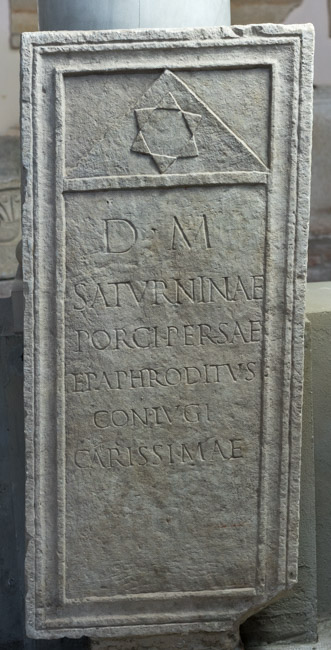 D · M
SATVRNINAE
PORCI·PERSAE
EPAPHRODITVS
CONIVGI
CARISSIMAE